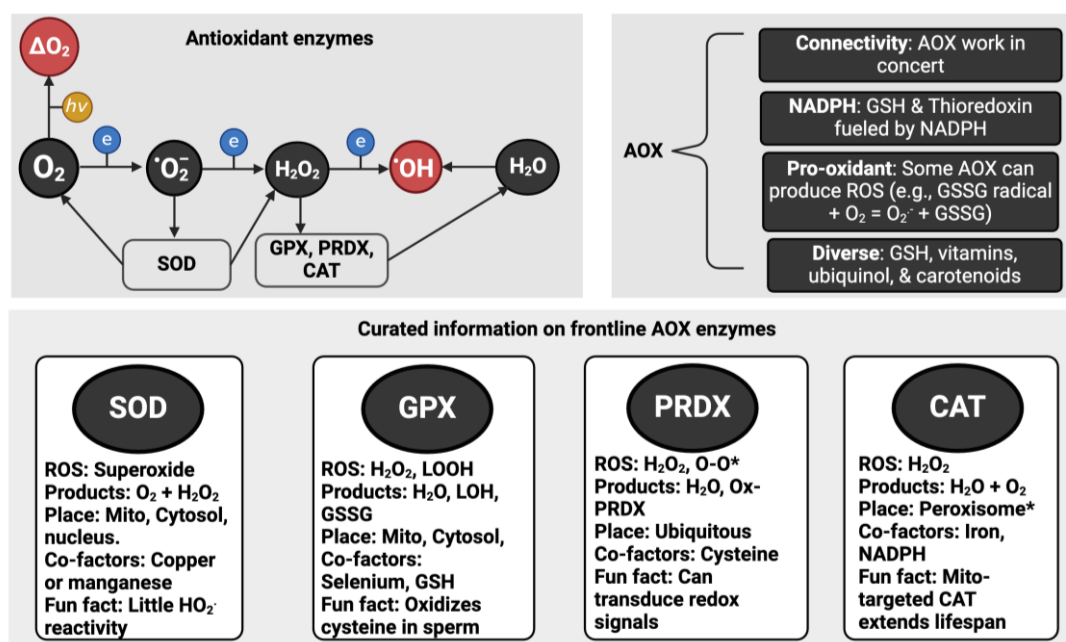 Antioxidant enzymes
ΔO₂
hv
O₂
e
•O₂⁻
e
H₂O₂
e
•OH
H₂O
SOD
GPX, PRDX,
CAT
AOX
Connectivity: AOX work in
concert
NADPH: GSH & Thioredoxin
fueled by NADPH
Pro-oxidant: Some AOX can
produce ROS (e.g., GSSG radical
+ O₂ = O₂·⁻ + GSSG)
Diverse: GSH, vitamins,
ubiquinol, & carotenoids
Curated information on frontline AOX enzymes
SOD
ROS: Superoxide
Products: O₂ + H₂O₂
Place: Mito, Cytosol,
nucleus.
Co-factors: Copper
or manganese
Fun fact: Little HO₂·
reactivity
GPX
ROS: H₂O₂, LOOH
Products: H₂O, LOH,
GSSG
Place: Mito, Cytosol,
Co-factors:
Selenium, GSH
Fun fact: Oxidizes
cysteine in sperm
PRDX
ROS: H₂O₂, O-O*
Products: H₂O, Ox-
PRDX
Place: Ubiquitous
Co-factors: Cysteine
Fun fact: Can
transduce redox
signals
CAT
ROS: H₂O₂
Products: H₂O + O₂
Place: Peroxisome*
Co-factors: Iron,
NADPH
Fun fact: Mito-
targeted CAT
extends lifespan